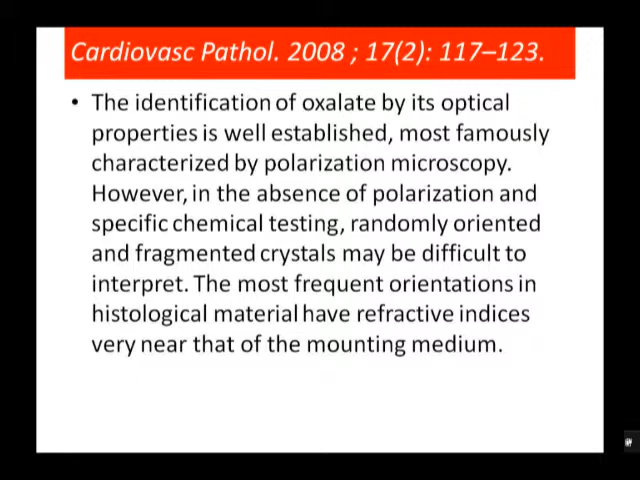 Cardiovasc Pathol. 2008 ; 17(2): 117–123.
• The identification of oxalate by its optical
properties is well established, most famously
characterized by polarization microscopy.
However, in the absence of polarization and
specific chemical testing, randomly oriented
and fragmented crystals may be difficult to
interpret. The most frequent orientations in
histological material have refractive indices
very near that of the mounting medium.